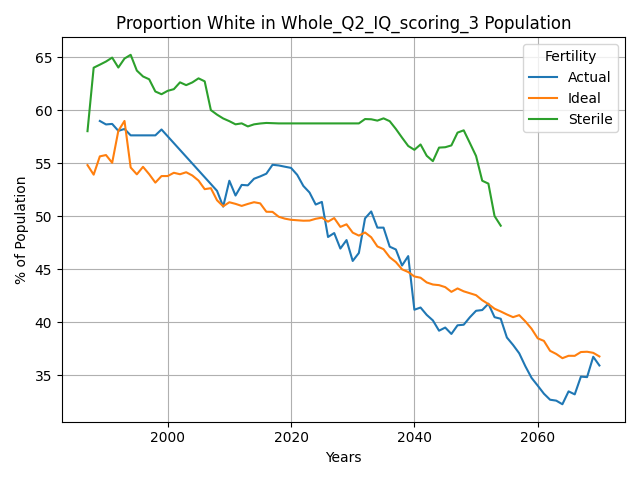 Proportion White in Whole_Q2_IQ_scoring_3 Population
Fertility
Actual
Ideal
Sterile
% of Population
65
60
55
50
45
40
35
2000
2020
2040
2060
Years